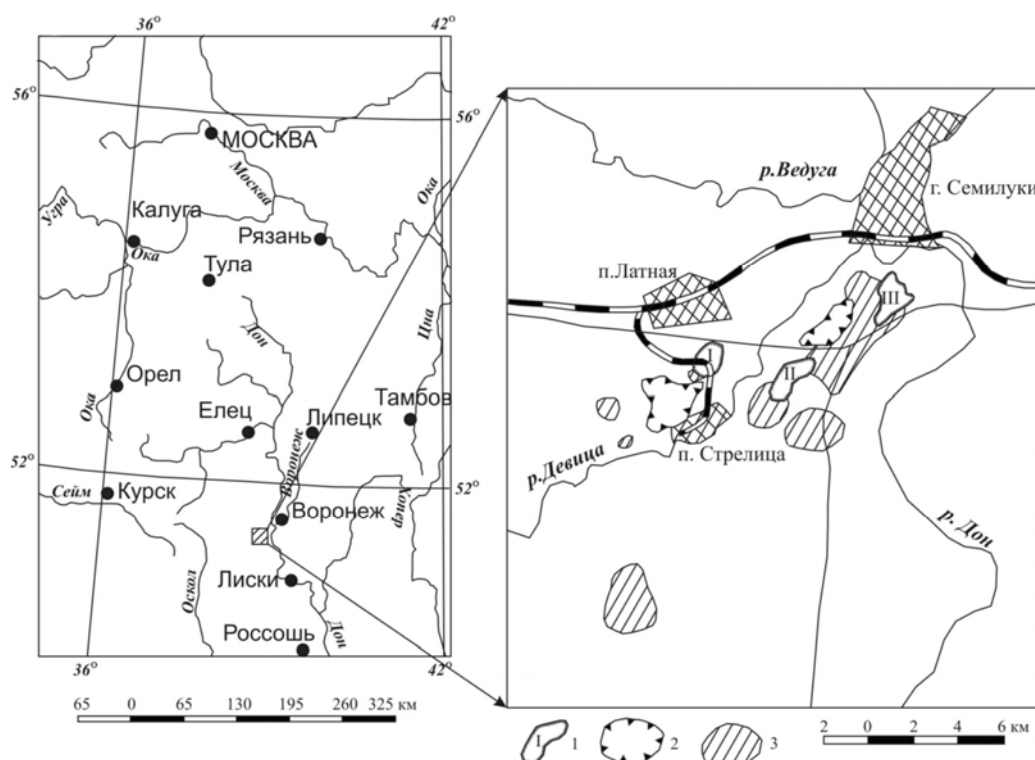 36°
42°
56°
56°
МОСКВА
Москва
Ока
Угра
Калуга
Рязань
Ока
Тула
Дон
Цна
Орел
Ока
Елец
Липецк
Тамбов
52°
52°
Воронеж
Сейм
Курск
Хопер
Воронеж
Оскол
Лиски
Дон
Россошь
36°
42°
65 0 65 130 195 260 325 км
р.Ведуга
г. Семилуки
п.Латная
III
I
II
р.Девица
п. Стрелица
р. Дон
I 1 2 3
2 0 2 4 6 км